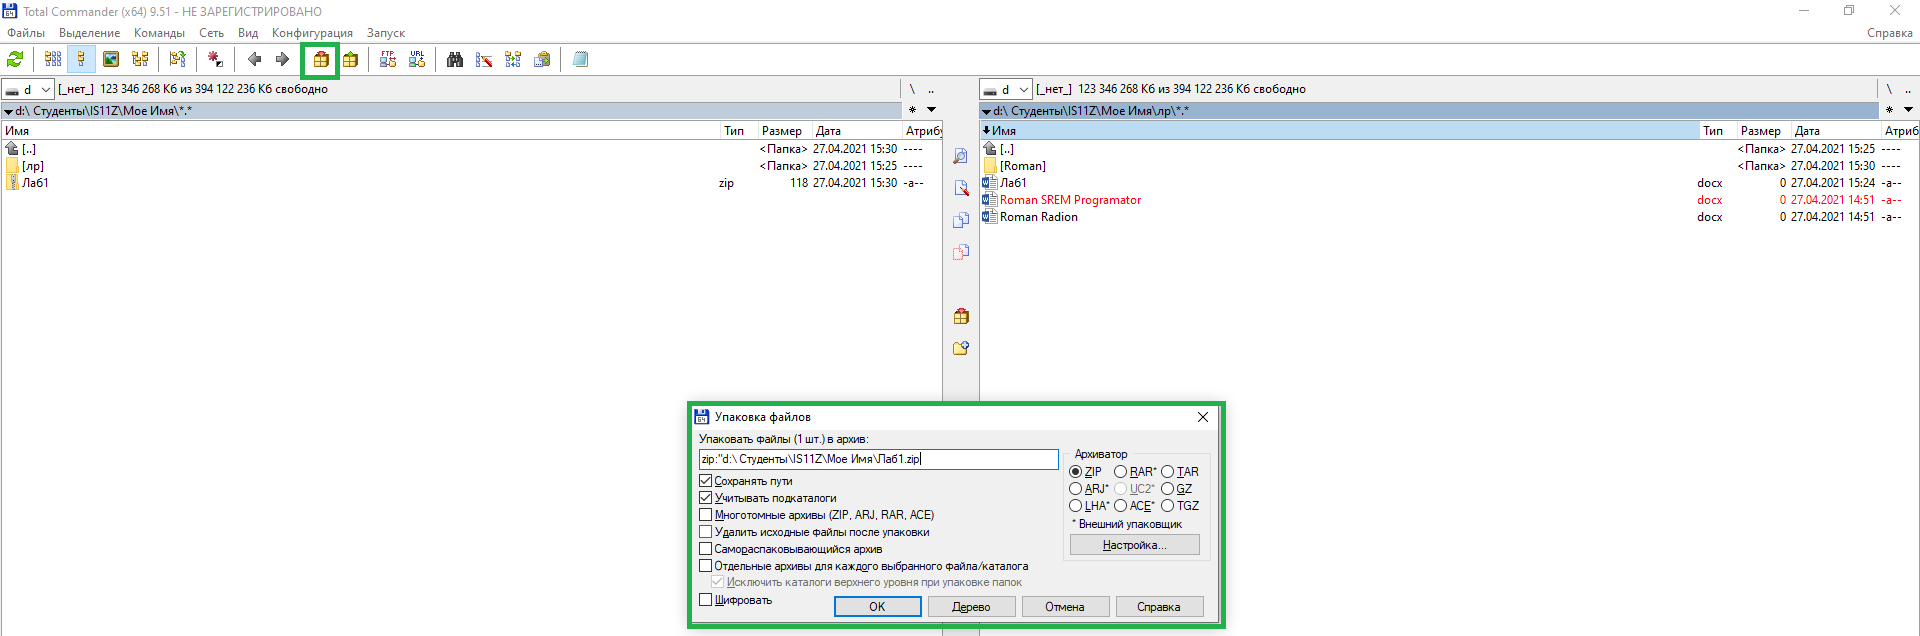 Total Commander (x64) 9.51 - НЕ ЗАРЕГИСТРИРОВАНО
Файлы Выделение Команды Сеть Вид Конфигурация Запуск Справка
FTP URL
d [_нет_] 123 346 268 Кб из 394 122 236 Кб свободно \ ..
d:\ Студенты\IS11Z\Мое Имя\*.* *
Имя Тип Размер Дата Атрибу
[..] <Папка> 27.04.2021 15:30 ----
[лр] <Папка> 27.04.2021 15:25 ----
Лаб1 zip 118 27.04.2021 15:30 -a--
d [_нет_] 123 346 268 Кб из 394 122 236 Кб свободно \ ..
d:\ Студенты\IS11Z\Мое Имя\лр\*.* *
Имя Тип Размер Дата Атриб
[..] <Папка> 27.04.2021 15:25 ----
[Roman] <Папка> 27.04.2021 15:30 ----
Лаб1 docx 0 27.04.2021 15:24 -a--
Roman SREM Programator docx 0 27.04.2021 14:51 -a--
Roman Radion docx 0 27.04.2021 14:51 -a--
64 Упаковка файлов
Упаковать файлы (1 шт.) в архив:
zip:"d:\ Студенты\IS11Z\Мое Имя\Лаб1.zip
Сохранять пути
Учитывать подкаталоги
Многотомные архивы (ZIP, ARJ, RAR, ACE)
Удалить исходные файлы после упаковки
Самораспаковывающийся архив
Отдельные архивы для каждого выбранного файла/каталога
Исключить каталоги верхнего уровня при упаковке папок
Шифровать
Архиватор
ZIP RAR* TAR
ARJ* UC2* GZ
LHA* ACE* TGZ
* Внешний упаковщик
Настройка...
OK Дерево Отмена Справка